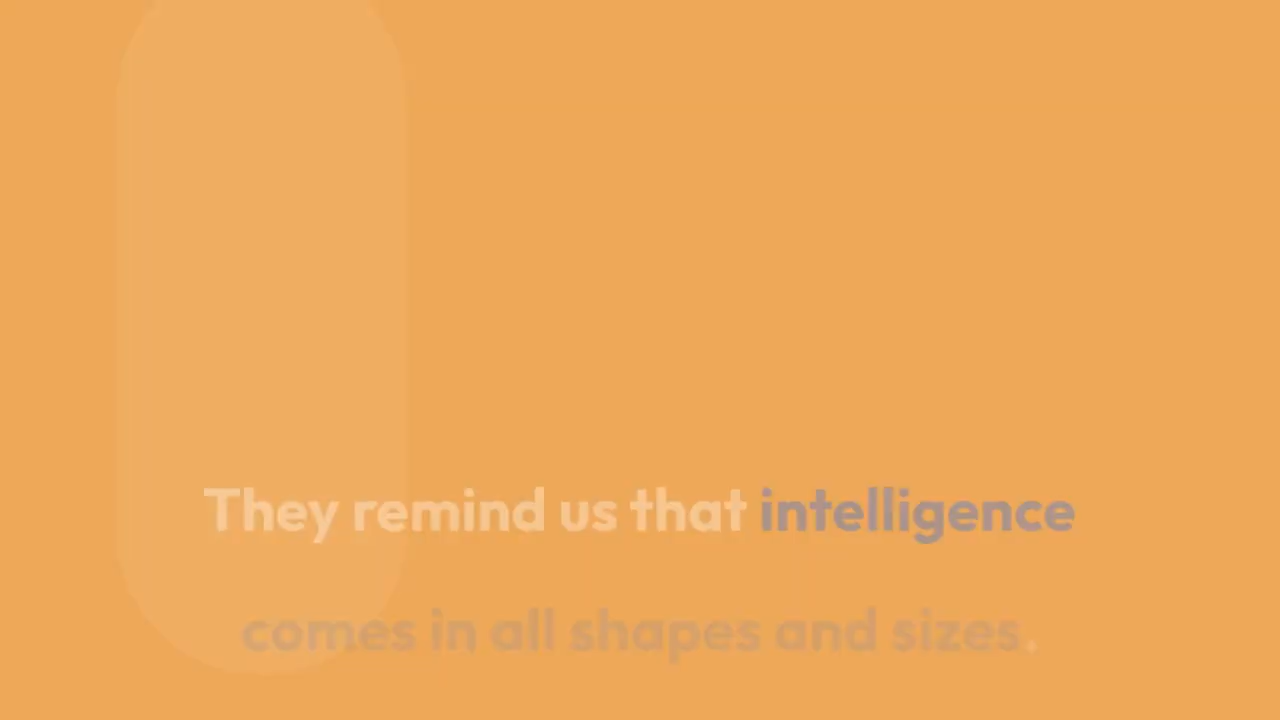 They remind us that intelligence
comes in all shapes and sizes.